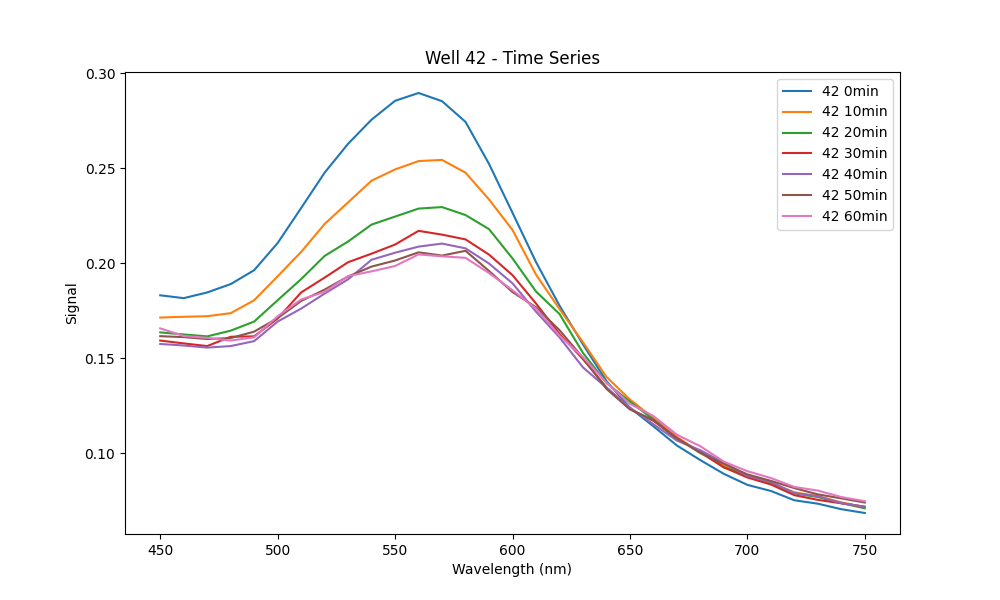 Well 42 - Time Series
42 0min
42 10min
42 20min
42 30min
42 40min
42 50min
42 60min
Signal
0.30
0.25
0.20
0.15
0.10
450 500 550 600 650 700 750
Wavelength (nm)